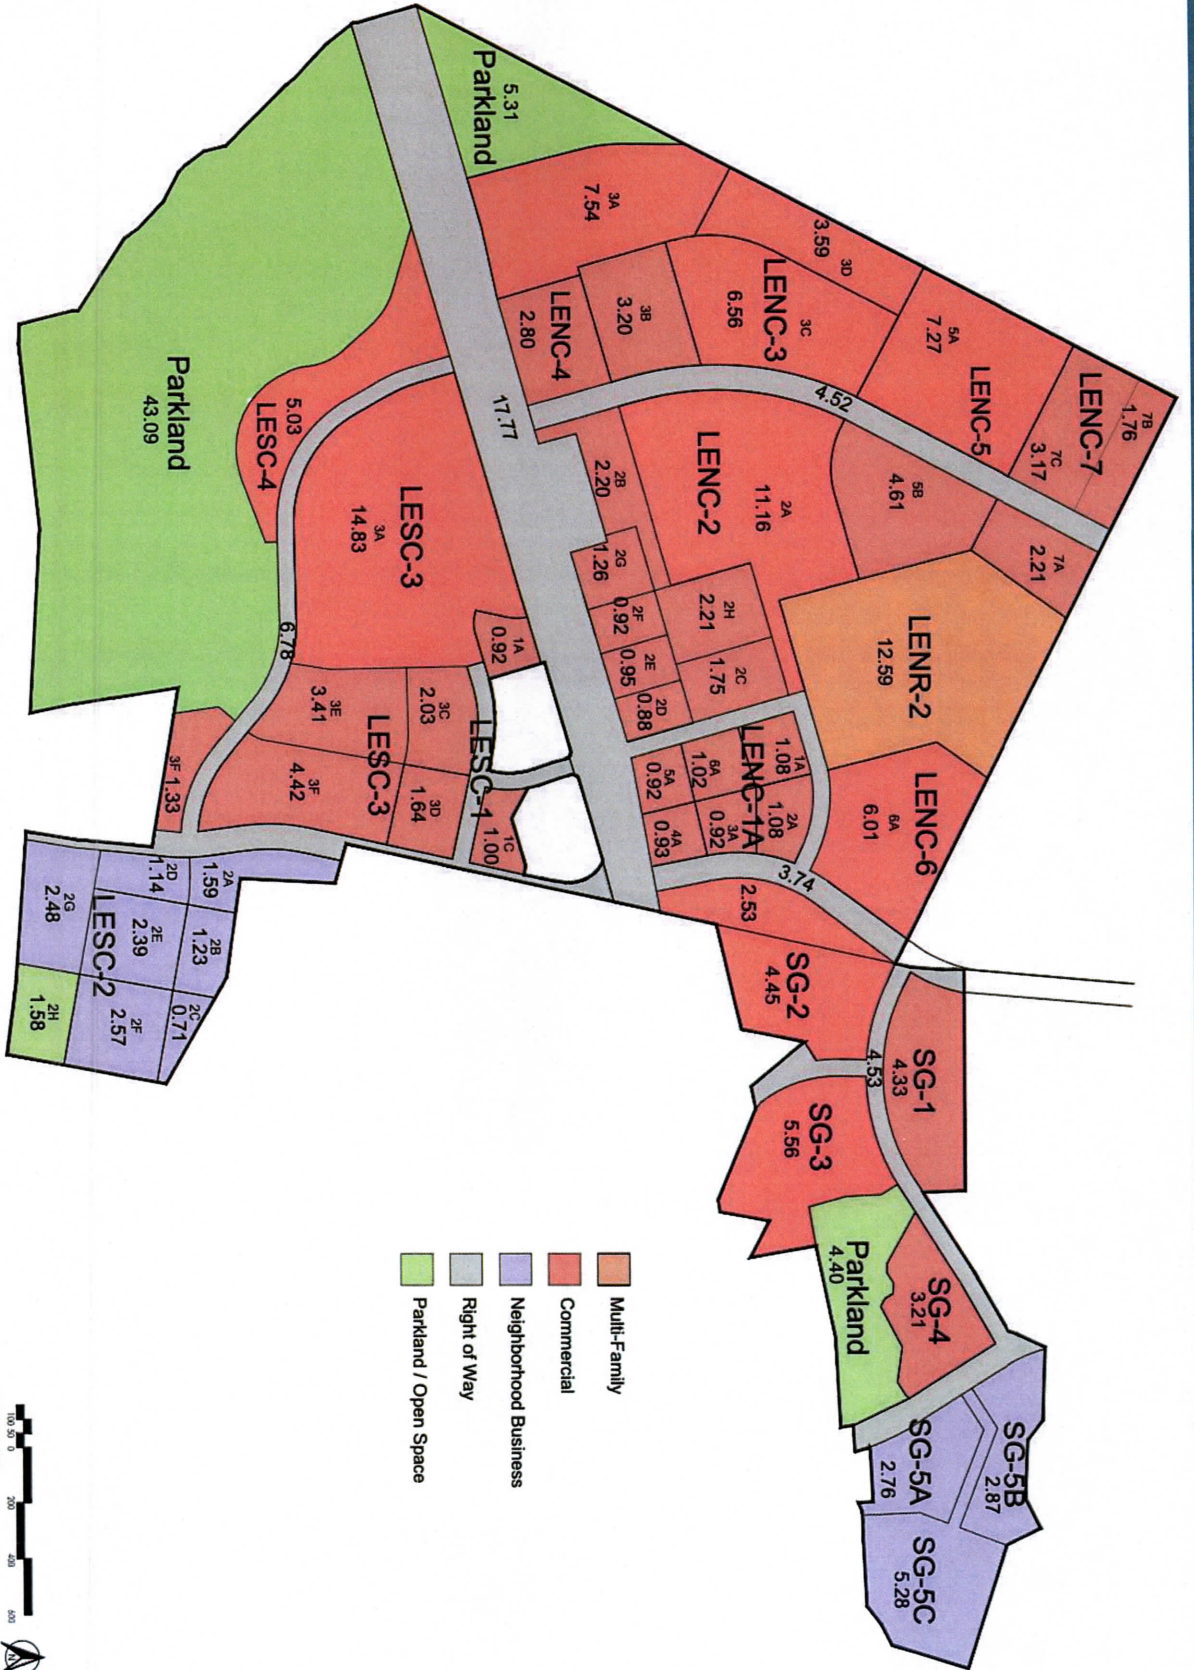 7B
1.76
LENC-7
7C
3.17
7A
2.21
5A
7.27
LENC-5
5B
4.61
4.52
3D
3.59
LENC-3
3C
6.56
3A
7.54
3B
3.20
LENC-4
2.80
5.31
Parkland
LENR-2
12.59
LENC-6
6A
6.01
2A
11.16
LENC-2
2B
2.20
2G
1.26
2F
0.92
2E
0.95
2D
0.88
2H
2.21
2C
1.75
LENC-1A
1A
1.08
2A
1.08
6A
1.02
3A
0.92
5A
0.92
4A
0.93
3.74
2.53
17.77
SG-1
4.33
SG-2
4.45
4.53
SG-3
5.56
Parkland
4.40
SG-4
3.21
SG-5B
2.87
SG-5A
2.76
SG-5C
5.28
LESC-3
3A
14.83
5.03
LESC-4
Parkland
43.09
6.78
1A
0.92
LESC-1
1C
1.00
3C
2.03
3D
1.64
LESC-3
3E
3.41
3F
4.42
3F
1.33
2A
1.59
2B
1.23
2C
0.71
2D
1.14
2E
2.39
2F
2.57
LESC-2
2G
2.48
2H
1.58
Multi-Family
Commercial
Neighborhood Business
Right of Way
Parkland / Open Space
100 50 0 200 400 600
N